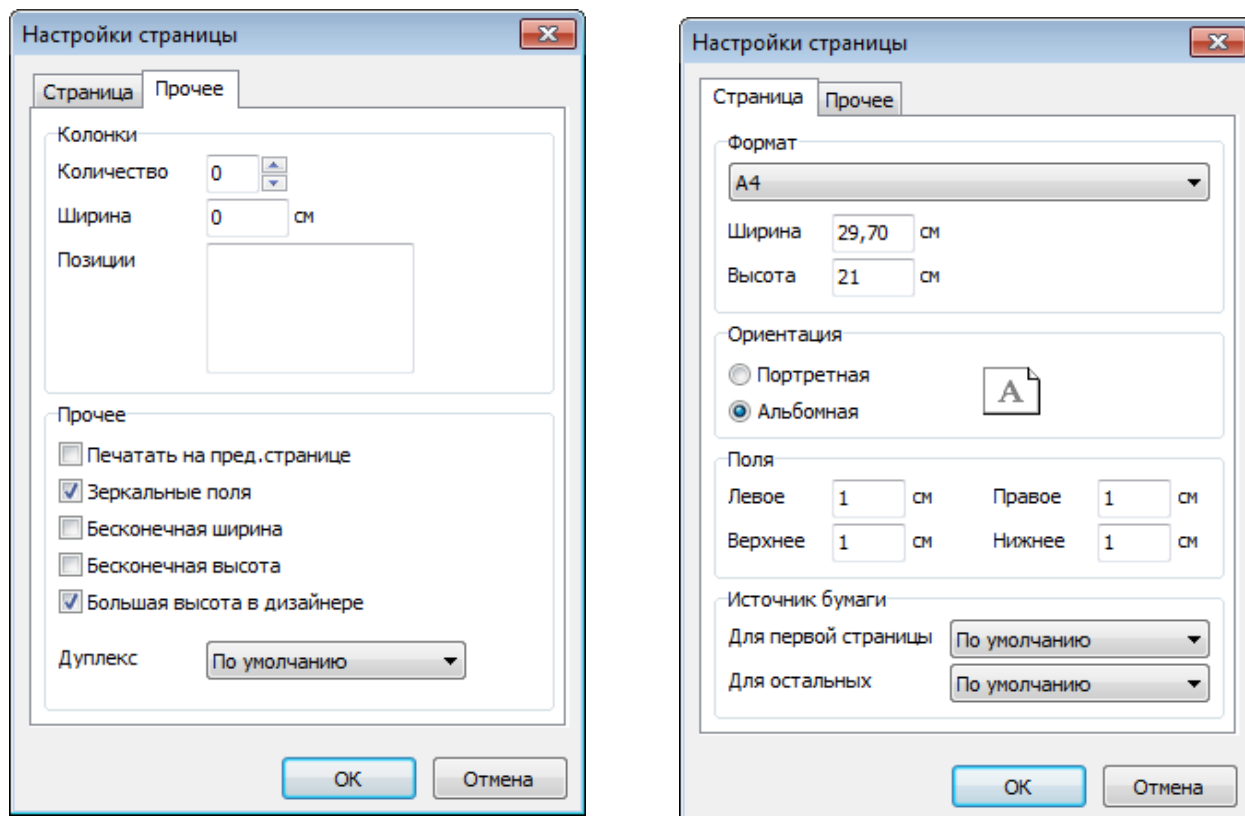 Настройки страницы
Страница Прочее
Колонки
Количество 0
Ширина 0 см
Позиции
Прочее
Печатать на пред.странице
Зеркальные поля
Бесконечная ширина
Бесконечная высота
Большая высота в дизайнере
Дуплекс По умолчанию
ОК Отмена
Настройки страницы
Страница Прочее
Формат
A4
Ширина 29,70 см
Высота 21 см
Ориентация
Портретная
A
Альбомная
Поля
Левое 1 см Правое 1 см
Верхнее 1 см Нижнее 1 см
Источник бумаги
Для первой страницы По умолчанию
Для остальных По умолчанию
ОК Отмена